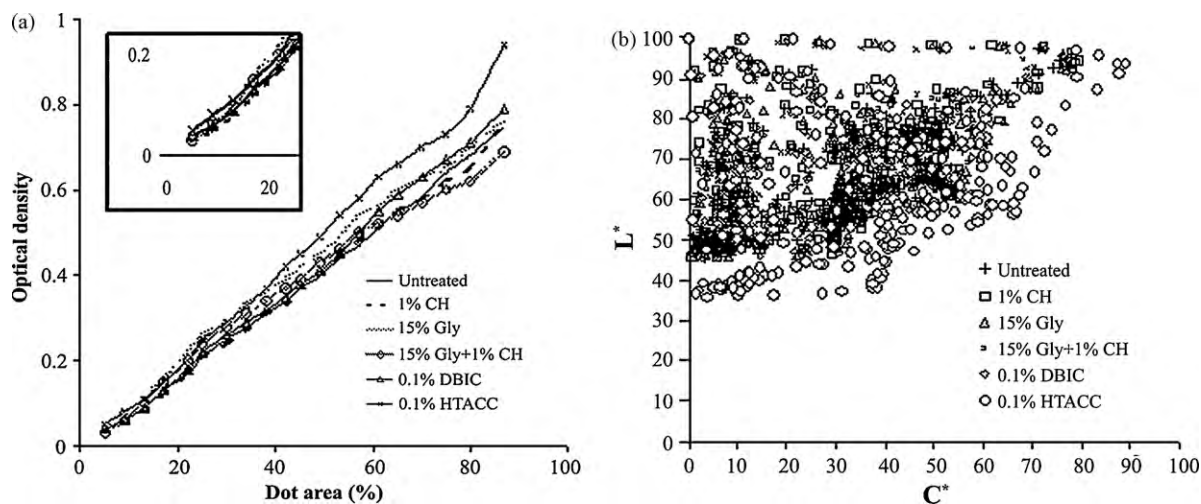 (a)
1
0.8
0.6
0.4
0.2
0
Optical density
0.2
0
0
20
Untreated
1% CH
15% Gly
15% Gly+1% CH
0.1% DBIC
0.1% HTACC
0
20
40
60
80
100
Dot area (%)
(b)
100
90
80
70
60
50
40
30
20
10
0
L*
Untreated
1% CH
15% Gly
15% Gly+1% CH
0.1% DBIC
0.1% HTACC
0
10
20
30
40
50
60
70
80
90
100
C*